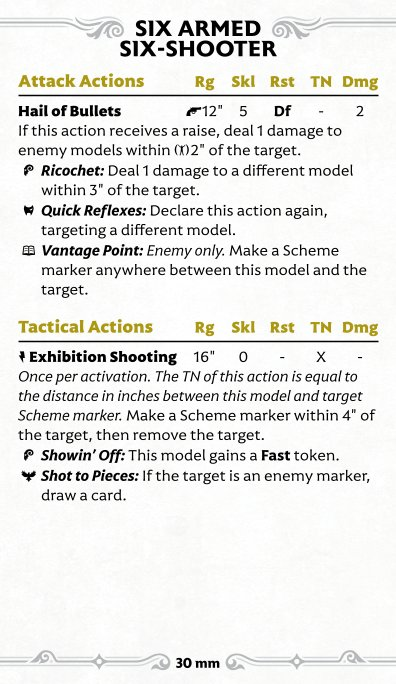 SIX ARMED
SIX-SHOOTER
Attack Actions Rg Skl Rst TN Dmg
Hail of Bullets 12" 5 Df - 2
If this action receives a raise, deal 1 damage to
enemy models within 2" of the target.
Ricochet: Deal 1 damage to a different model
within 3" of the target.
Quick Reflexes: Declare this action again,
targeting a different model.
Vantage Point: Enemy only. Make a Scheme
marker anywhere between this model and the
target.
Tactical Actions Rg Skl Rst TN Dmg
Exhibition Shooting 16" 0 - X -
Once per activation. The TN of this action is equal to
the distance in inches between this model and target
Scheme marker. Make a Scheme marker within 4" of
the target, then remove the target.
Showin' Off: This model gains a Fast token.
Shot to Pieces: If the target is an enemy marker,
draw a card.
30 mm